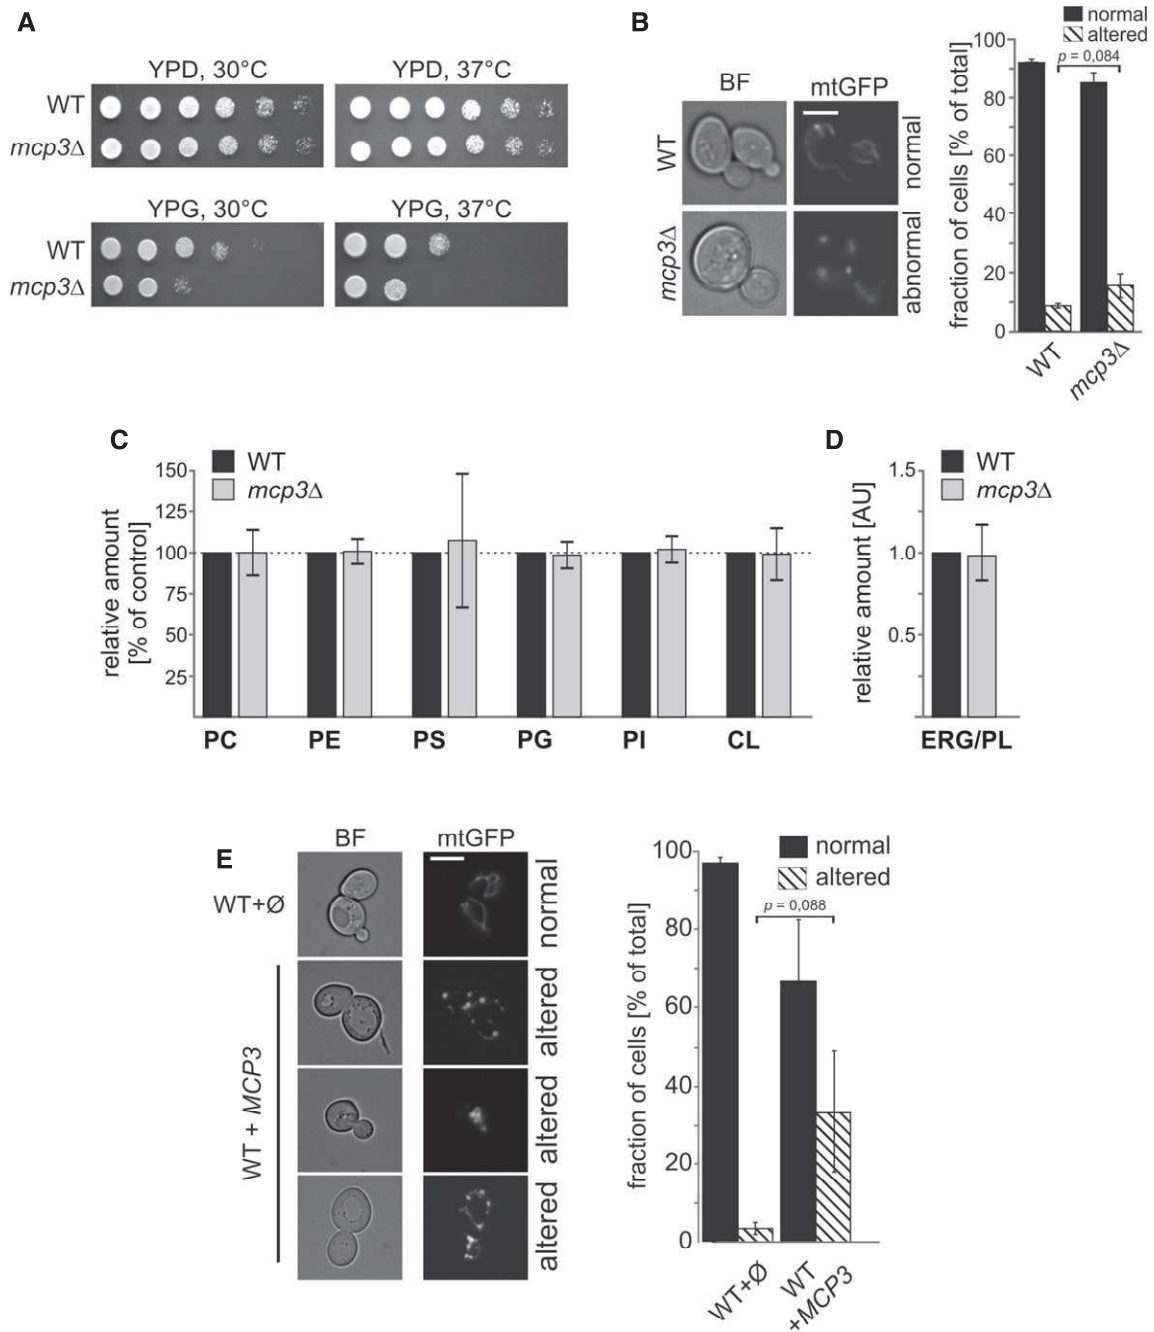 A
YPD, 30°C
YPD, 37°C
WT
mcp3Δ
YPG, 30°C
YPG, 37°C
WT
mcp3Δ
B
BF
mtGFP
WT
normal
mcp3Δ
abnormal
normal
altered
p = 0,084
fraction of cells [% of total]
100
80
60
40
20
0
WT
mcp3Δ
C
WT
mcp3Δ
relative amount
[% of control]
150
125
100
75
50
25
PC
PE
PS
PG
PI
CL
D
WT
mcp3Δ
relative amount [AU]
1.5
1.0
0.5
ERG/PL
E
BF
mtGFP
WT+Ø
normal
WT + MCP3
altered
altered
altered
normal
altered
p = 0,088
fraction of cells [% of total]
100
80
60
40
20
0
WT+Ø
WT
+MCP3